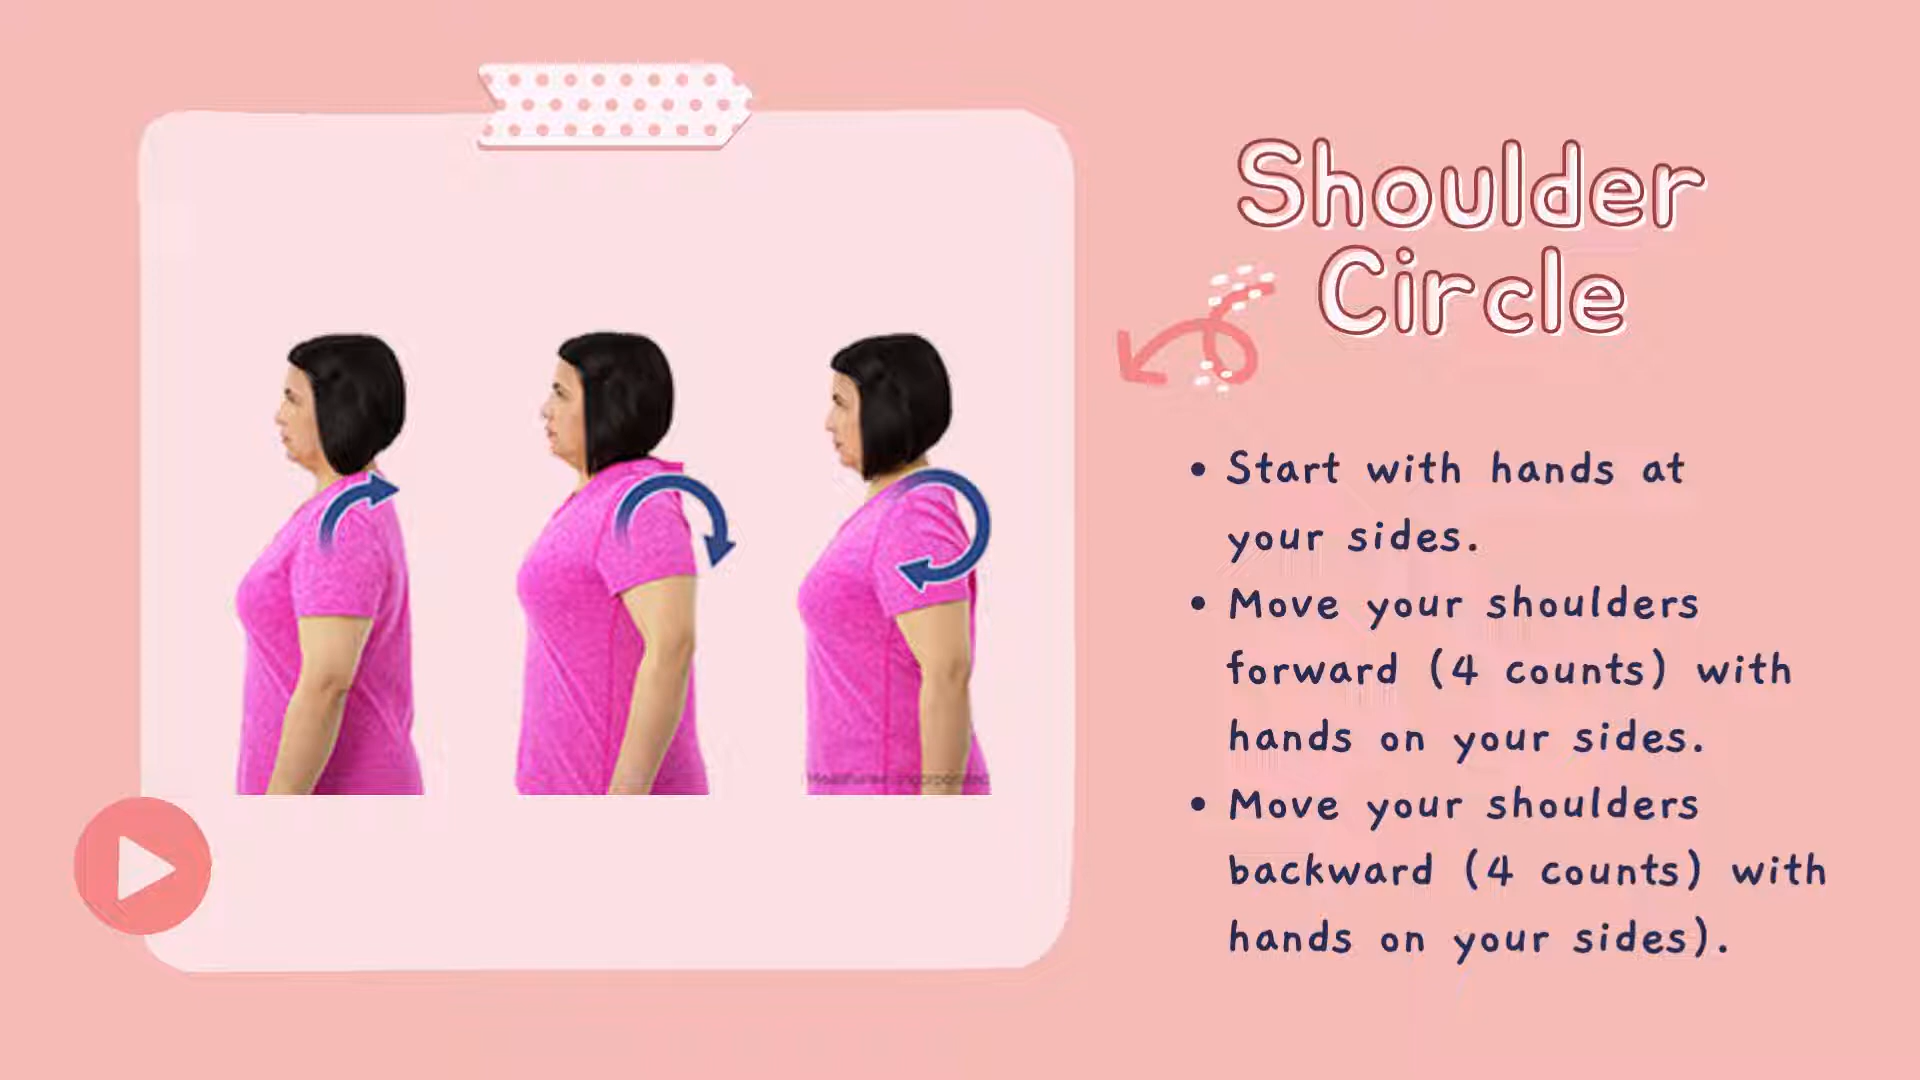 Shoulder
Circle
• Start with hands at
your sides.
• Move your shoulders
forward (4 counts) with
hands on your sides.
• Move your shoulders
backward (4 counts) with
hands on your sides).